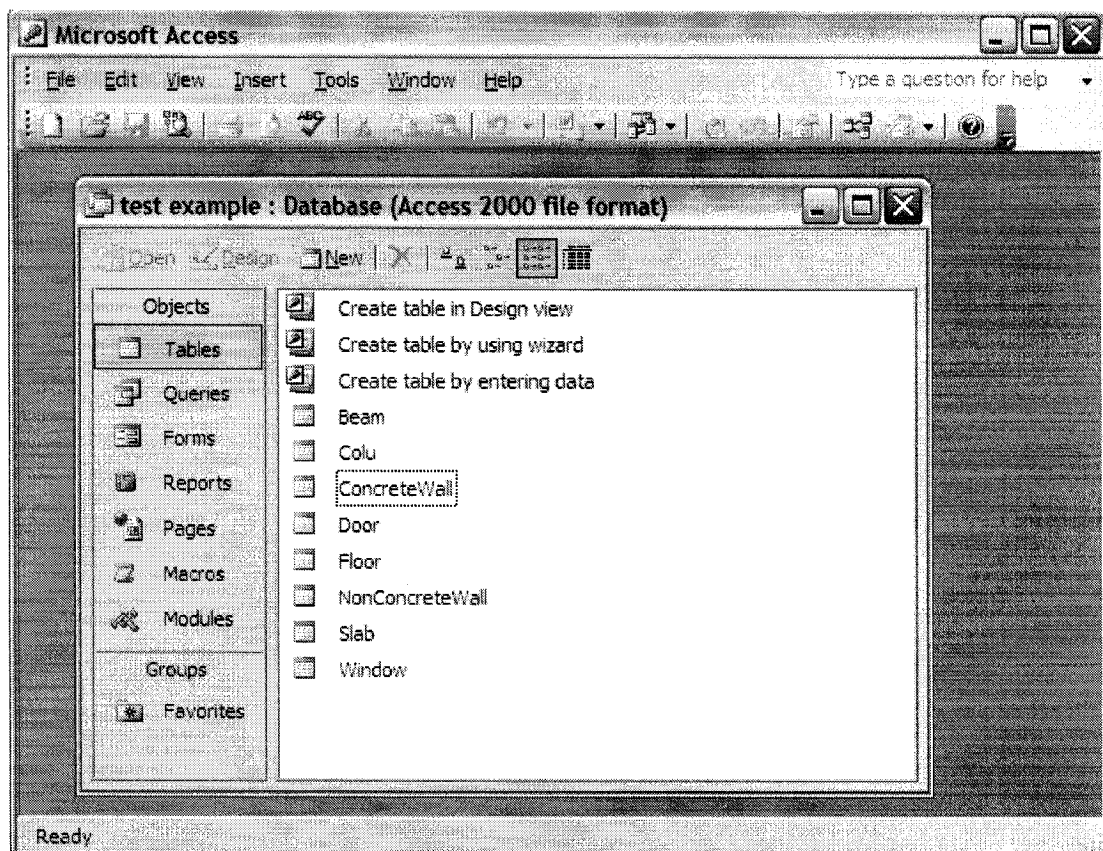 Microsoft Access
File Edit View Insert Tools Window Help Type a question for help
ABC
test example : Database (Access 2000 file format)
Open Design New
Objects
Tables
Queries
Forms
Reports
Pages
Macros
Modules
Groups
Favorites
Create table in Design view
Create table by using wizard
Create table by entering data
Beam
Colu
ConcreteWall
Door
Floor
NonConcreteWall
Slab
Window
Ready